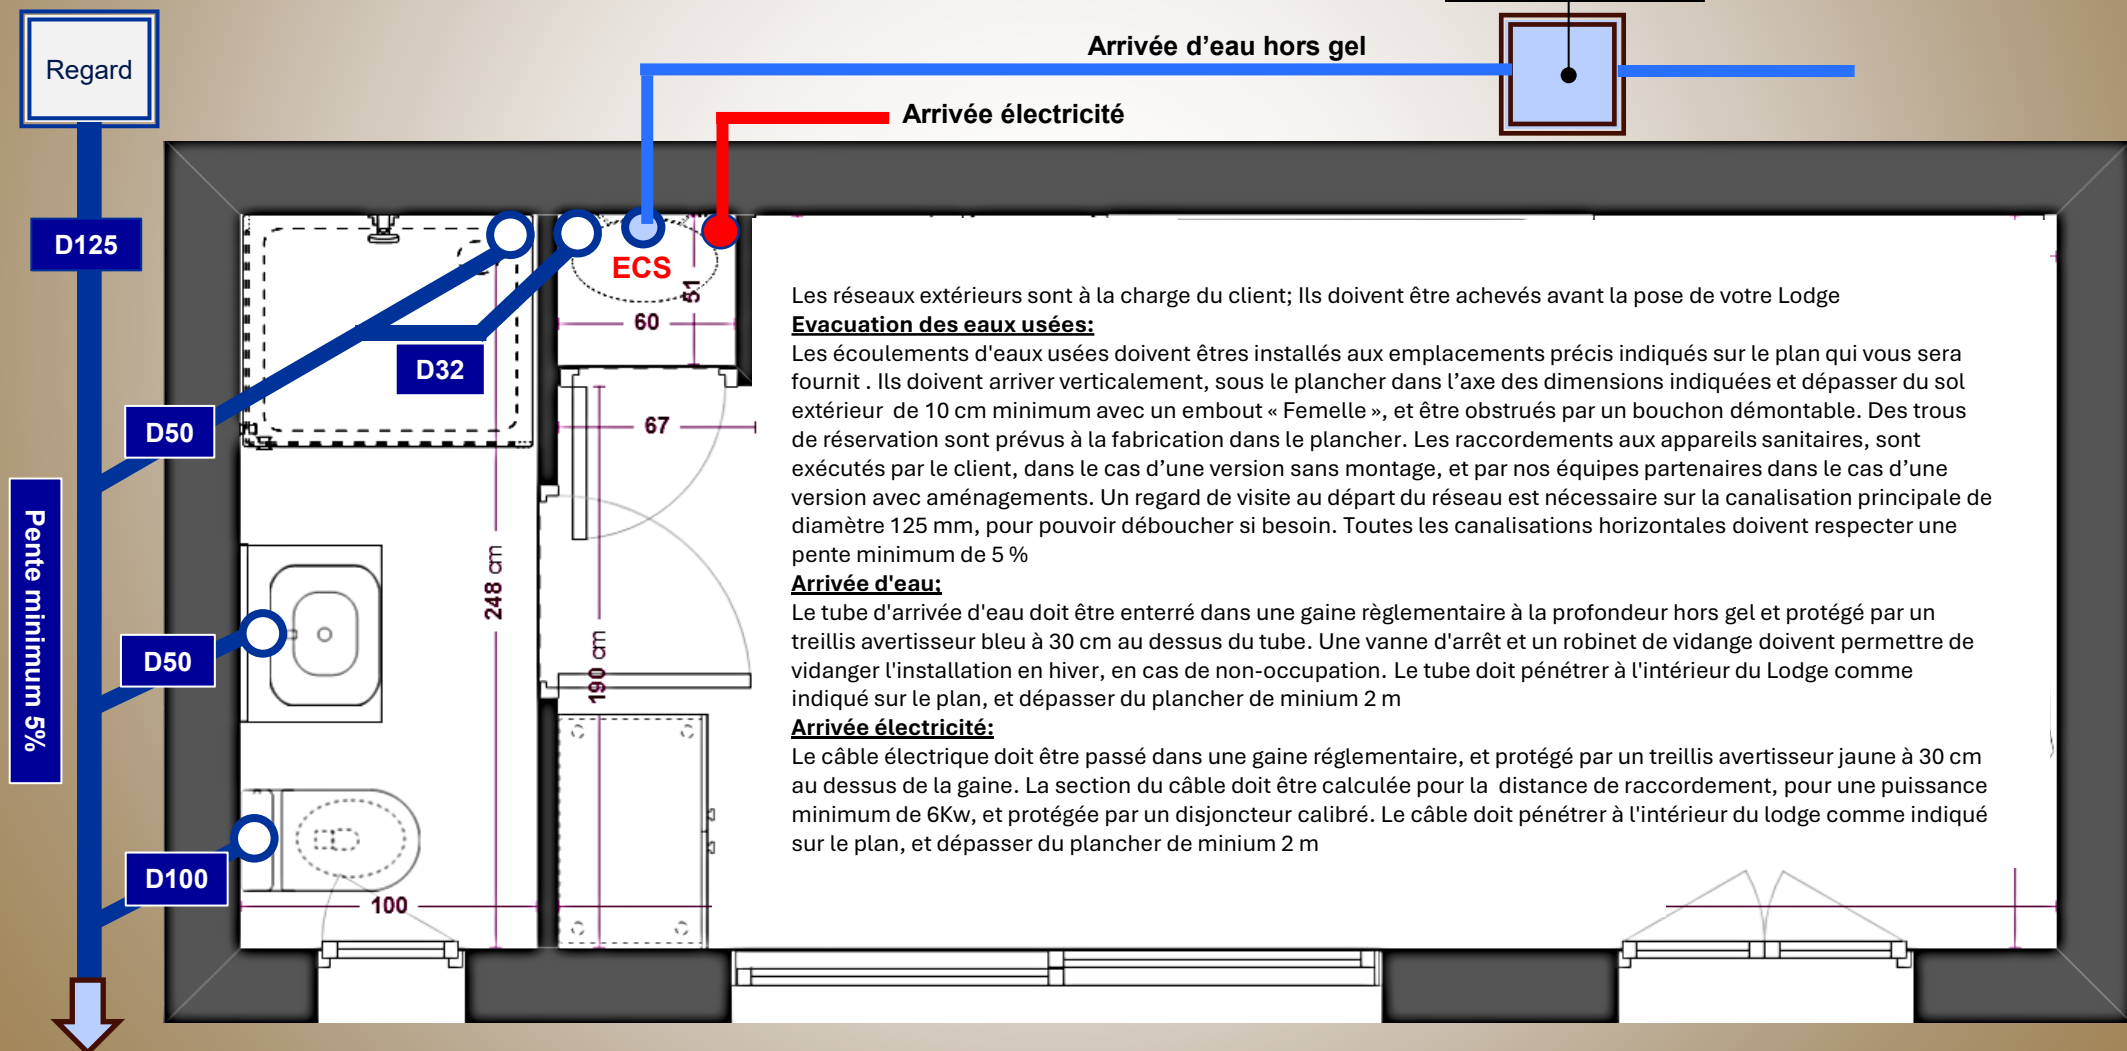 Regard
Arrivée d’eau hors gel
Arrivée électricité
D125
ECS
51
60
D32
67
D50
248 cm
190 cm
Pente minimum 5%
D50
D100
100
Les réseaux extérieurs sont à la charge du client; Ils doivent être achevés avant la pose de votre Lodge
Evacuation des eaux usées:
Les écoulements d'eaux usées doivent êtres installés aux emplacements précis indiqués sur le plan qui vous sera
fournit . Ils doivent arriver verticalement, sous le plancher dans l’axe des dimensions indiquées et dépasser du sol
extérieur de 10 cm minimum avec un embout « Femelle », et être obstrués par un bouchon démontable. Des trous
de réservation sont prévus à la fabrication dans le plancher. Les raccordements aux appareils sanitaires, sont
exécutés par le client, dans le cas d’une version sans montage, et par nos équipes partenaires dans le cas d’une
version avec aménagements. Un regard de visite au départ du réseau est nécessaire sur la canalisation principale de
diamètre 125 mm, pour pouvoir déboucher si besoin. Toutes les canalisations horizontales doivent respecter une
pente minimum de 5 %
Arrivée d'eau;
Le tube d'arrivée d'eau doit être enterré dans une gaine règlementaire à la profondeur hors gel et protégé par un
treillis avertisseur bleu à 30 cm au dessus du tube. Une vanne d'arrêt et un robinet de vidange doivent permettre de
vidanger l'installation en hiver, en cas de non-occupation. Le tube doit pénétrer à l'intérieur du Lodge comme
indiqué sur le plan, et dépasser du plancher de minium 2 m
Arrivée électricité:
Le câble électrique doit être passé dans une gaine réglementaire, et protégé par un treillis avertisseur jaune à 30 cm
au dessus de la gaine. La section du câble doit être calculée pour la distance de raccordement, pour une puissance
minimum de 6Kw, et protégée par un disjoncteur calibré. Le câble doit pénétrer à l'intérieur du lodge comme indiqué
sur le plan, et dépasser du plancher de minium 2 m